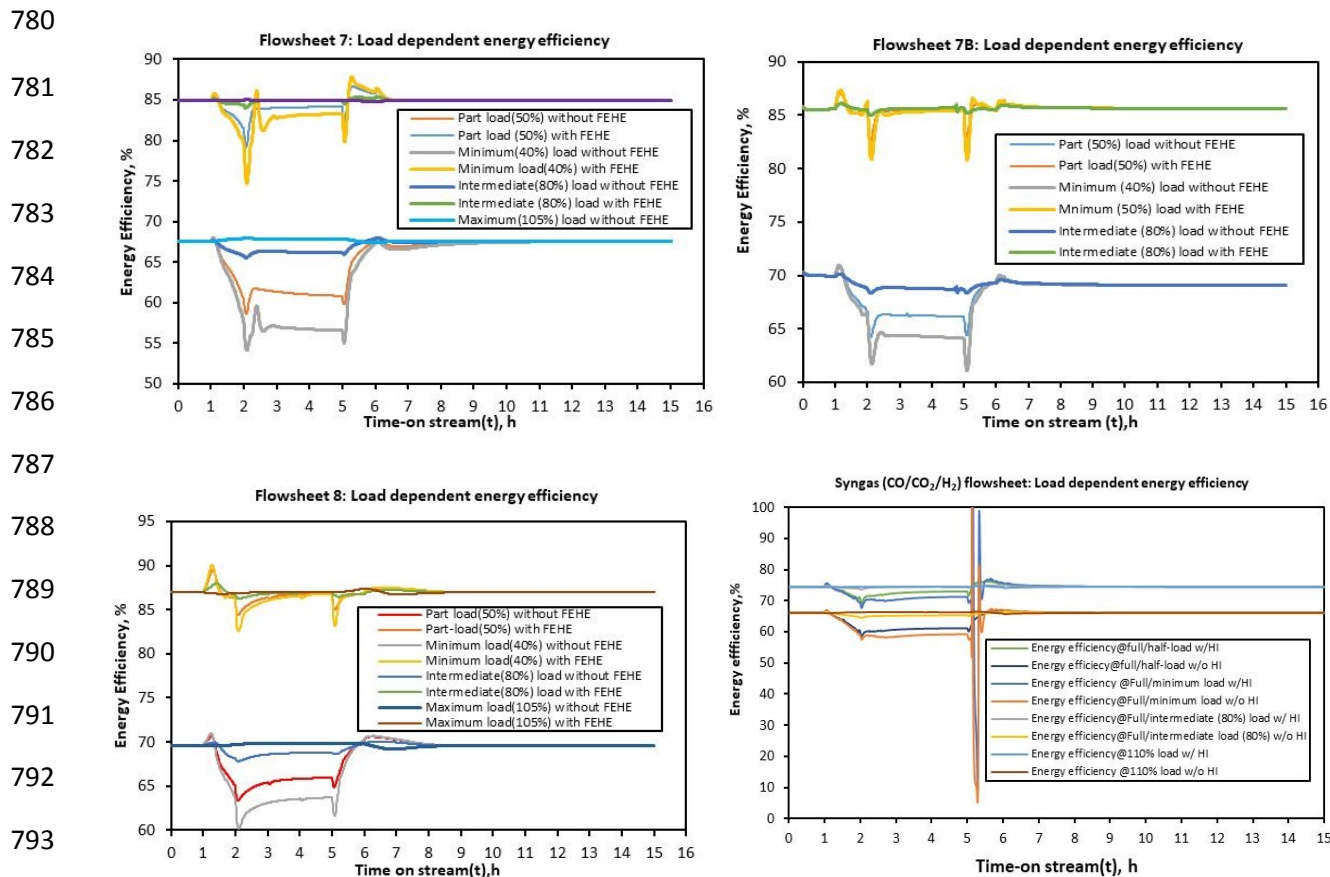 780
781
782
783
784
785
786
787
788
789
790
791
792
793
Flowsheet 7: Load dependent energy efficiency
Energy Efficiency, %
90
85
80
75
70
65
60
55
50
Part load(50%) without FEHE
Part load (50%) with FEHE
Minimum(40%) load without FEHE
Minimum load(40%) with FEHE
Intermediate(80%) load without FEHE
Intermediate (80%) load with FEHE
Maximum(105%) load without FEHE
0 1 2 3 4 5 6 7 8 9 10 11 12 13 14 15 16
Time-on stream(t), h
Flowsheet 7B: Load dependent energy efficiency
Energy Efficiency, %
90
85
80
75
70
65
60
Part (50%) load without FEHE
Part load(50%) with FEHE
Minimum (40%) load without FEHE
Mnimum (50%) load with FEHE
Intermediate (80%) load without FEHE
Intermediate (80%) load with FEHE
0 1 2 3 4 5 6 7 8 9 10 11 12 13 14 15 16
Time on stream (t),h
Flowsheet 8: Load dependent energy efficiency
Energy Efficiency, %
95
90
85
80
75
70
65
60
Part load(50%) without FEHE
Part-load(50%) with FEHE
Minimum load(40%) without FEHE
Minimum load(40%) with FEHE
Intermediate(80%) load without FEHE
Intermediate(80%) load with FEHE
Maximum load(105%) without FEHE
Maximum load(105%) with FEHE
0 1 2 3 4 5 6 7 8 9 10 11 12 13 14 15 16
Time on stream(t),h
Syngas (CO/CO₂/H₂) flowsheet: Load dependent energy efficiency
Energy effficiency,%
100
90
80
70
60
50
40
30
20
10
0
Energy efficiency@full/half-load w/HI
Energy efficiecy@full/half-load w/o HI
Energy efficiency @Full/minimum load w/HI
Energy efficiency@Full/minimum load w/o HI
Energy efficiency@Full/intermediate (80%) load w/ HI
Energy efficiency@Full/intermediate load (80%) w/o HI
Energy efficiency@110% load w/ HI
Energy efficiency @110% load w/o HI
0 1 2 3 4 5 6 7 8 9 10 11 12 13 14 15
Time-on stream(t), h